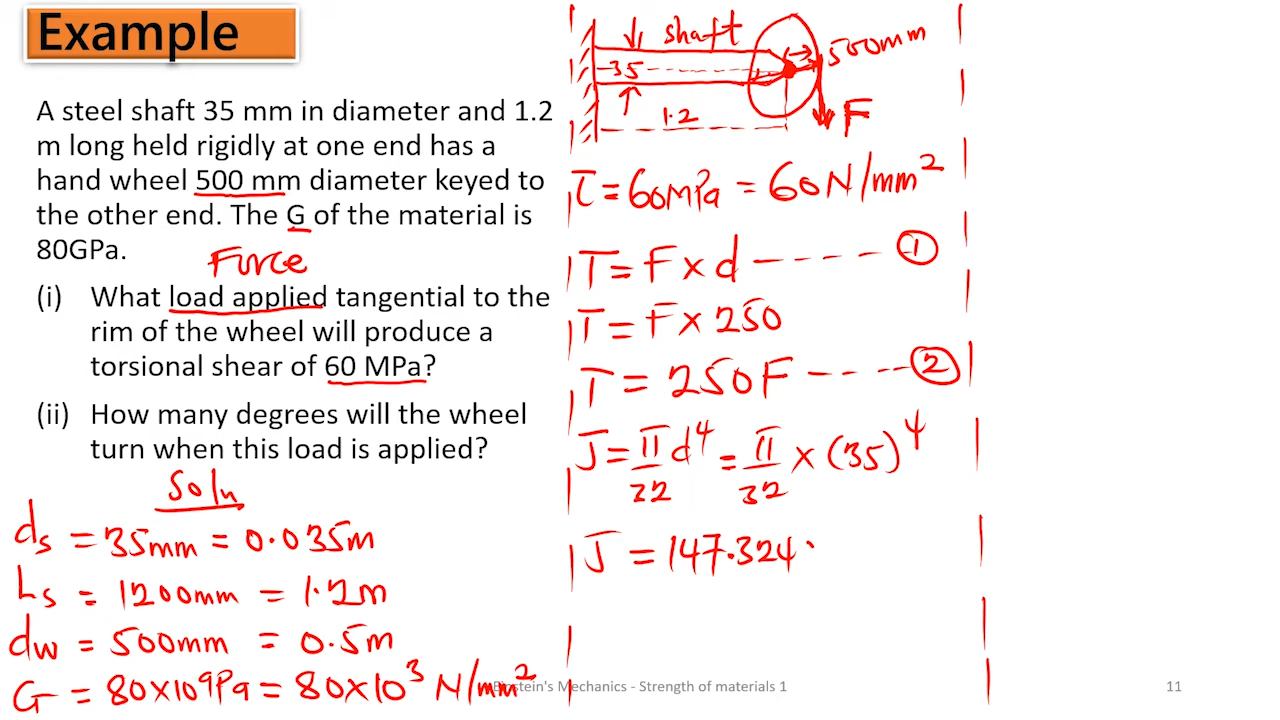 Example
A steel shaft 35 mm in diameter and 1.2
m long held rigidly at one end has a
hand wheel 500 mm diameter keyed to
the other end. The G of the material is
80GPa.
Force
(i) What load applied tangential to the
rim of the wheel will produce a
torsional shear of 60 MPa?
(ii) How many degrees will the wheel
turn when this load is applied?
Soln
ds = 35mm = 0.035m
Ls = 1200mm = 1.2m
dw = 500mm = 0.5m
G = 80×10⁹Pa = 80×10³ N/mm²
shaft
35
500mm
1.2
F
τ = 60MPa = 60N/mm²
T = F × d ---- ①
T = F × 250
T = 250F ---- ②
J = π/32 d⁴ = π/32 × (35)⁴
J = 147.324
Einstein's Mechanics - Strength of materials 1
11